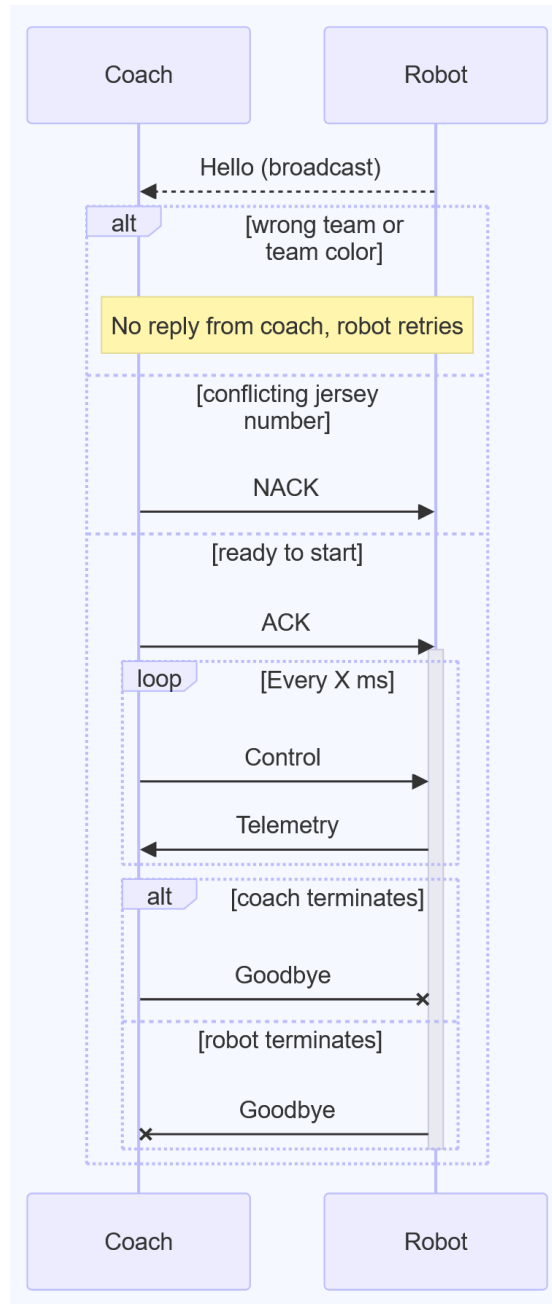 Coach
Robot
Hello (broadcast)
alt
[wrong team or
team color]
No reply from coach, robot retries
[conflicting jersey
number]
NACK
[ready to start]
ACK
loop
[Every X ms]
Control
Telemetry
alt
[coach terminates]
Goodbye
[robot terminates]
Goodbye
Coach
Robot